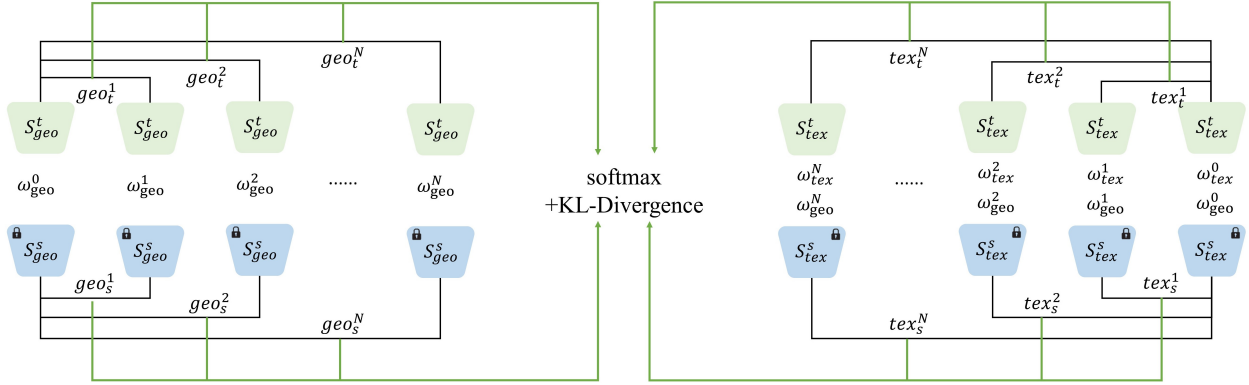 geo_t^N tex_t^N
geo_t^2 tex_t^2
geo_t^1 tex_t^1
S_geo^t S_geo^t S_geo^t S_geo^t S_tex^t S_tex^t S_tex^t S_tex^t
softmax
+KL-Divergence
ω_geo^0 ω_geo^1 ω_geo^2 ...... ω_geo^N ω_tex^N ...... ω_tex^2 ω_tex^1 ω_tex^0
ω_geo^N ω_geo^2 ω_geo^1 ω_geo^0
S_geo^s S_geo^s S_geo^s S_geo^s S_tex^s S_tex^s S_tex^s S_tex^s
geo_s^1 tex_s^1
geo_s^2 tex_s^2
geo_s^N tex_s^N